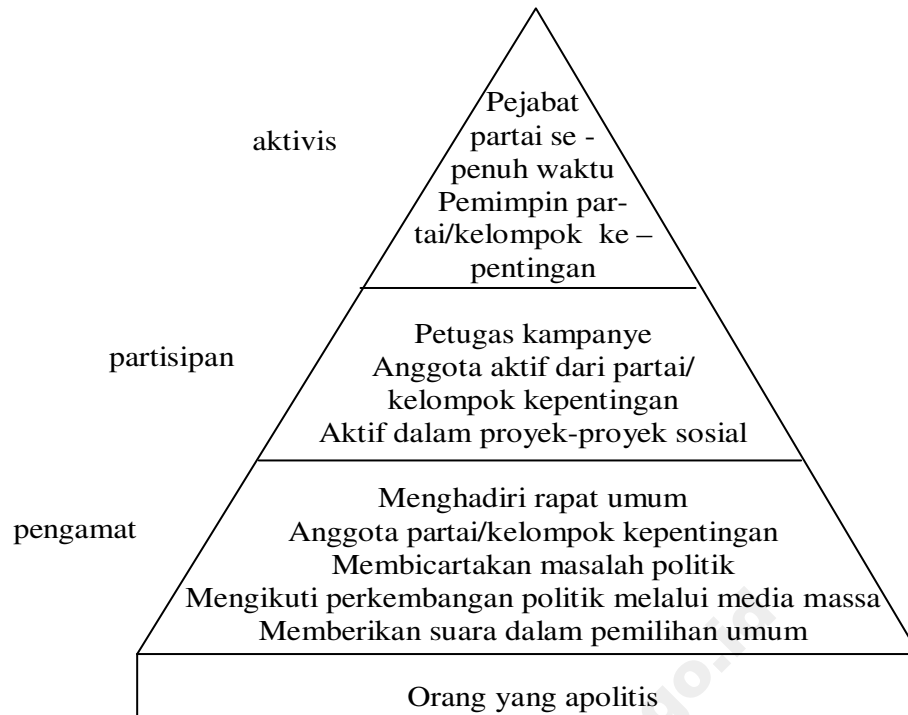 aktivis
Pejabat
partai se -
penuh waktu
Pemimpin par-
tai/kelompok ke –
pentingan
partisipan
Petugas kampanye
Anggota aktif dari partai/
kelompok kepentingan
Aktif dalam proyek-proyek sosial
pengamat
Menghadiri rapat umum
Anggota partai/kelompok kepentingan
Membicartakan masalah politik
Mengikuti perkembangan politik melalui media massa
Memberikan suara dalam pemilihan umum
go.id
Orang yang apolitis